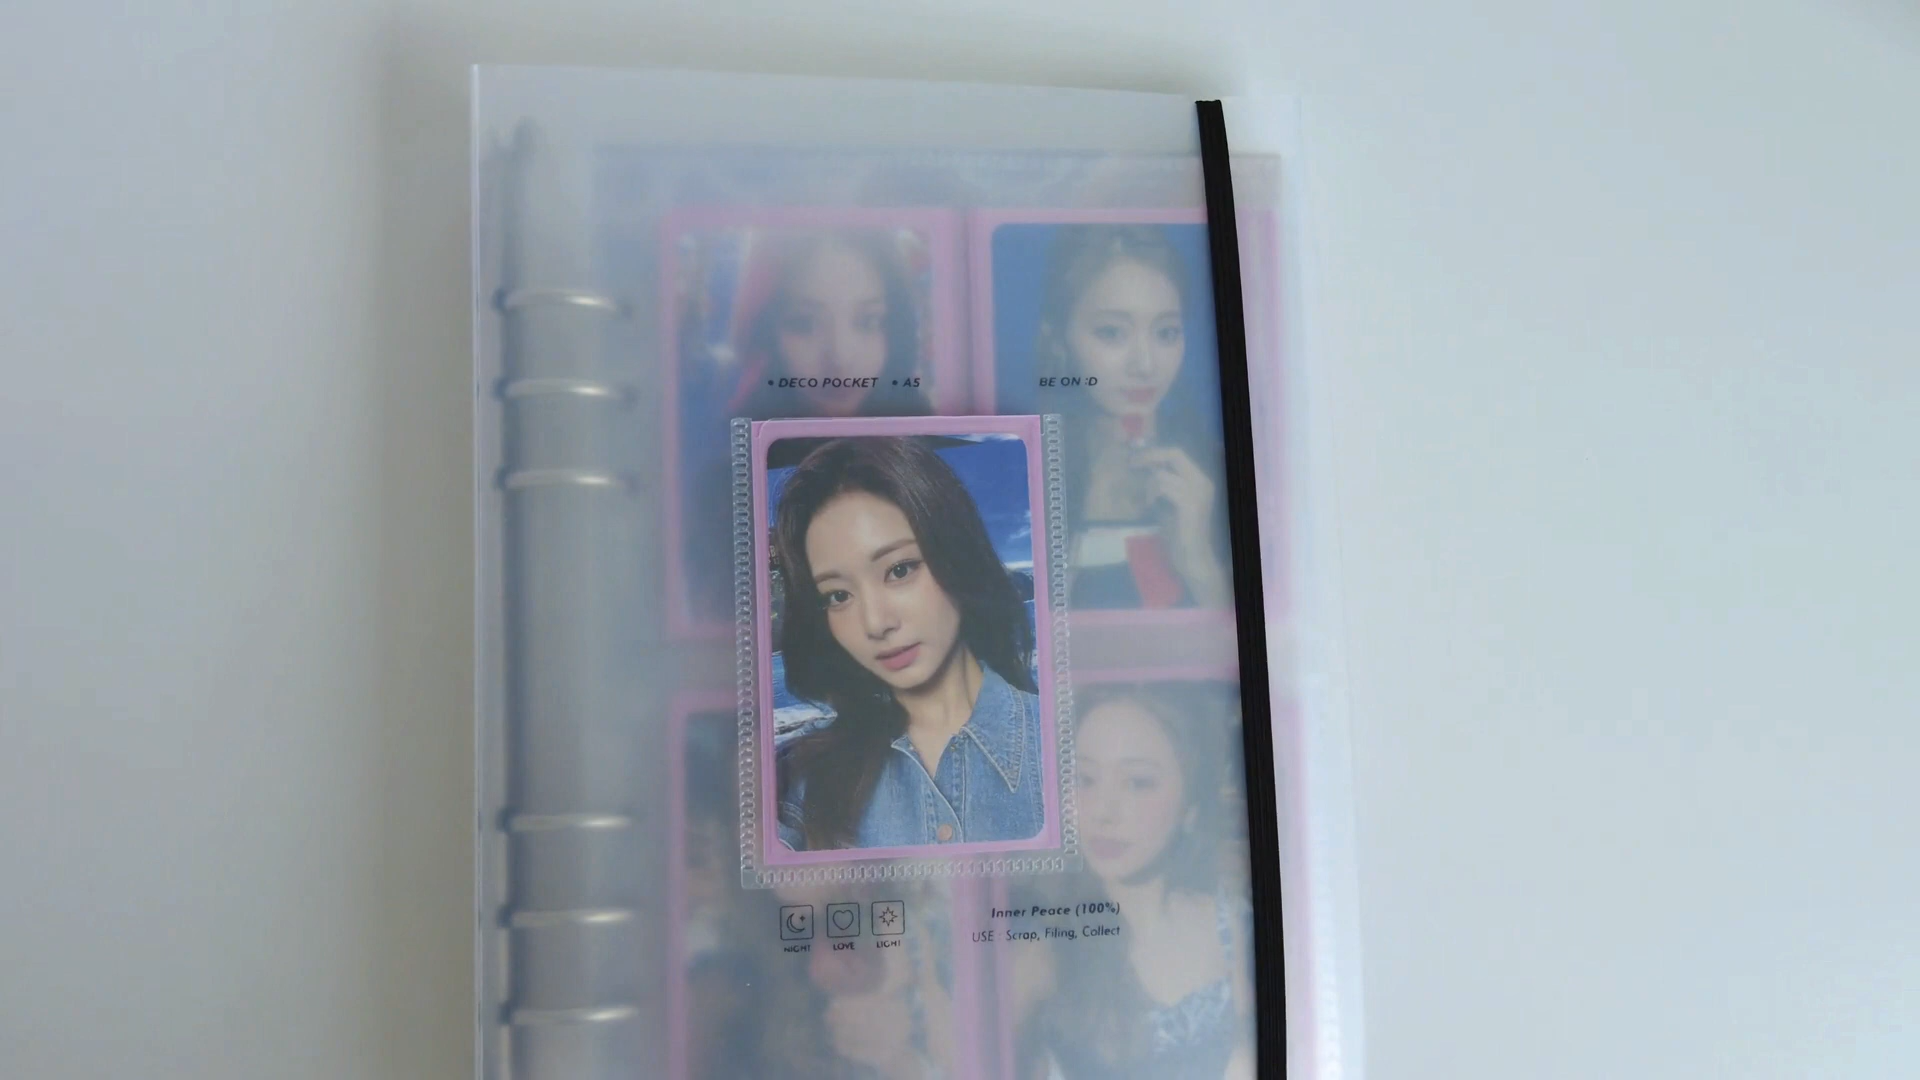 • DECO POCKET • A5 BE ON :D
NIGHT LOVE LIGHT
Inner Peace (100%)
USE : Scrap, Filing, Collect